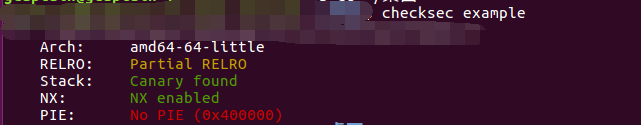 checksec example
Arch: amd64-64-little
RELRO: Partial RELRO
Stack: Canary found
NX: NX enabled
PIE: No PIE (0x400000)